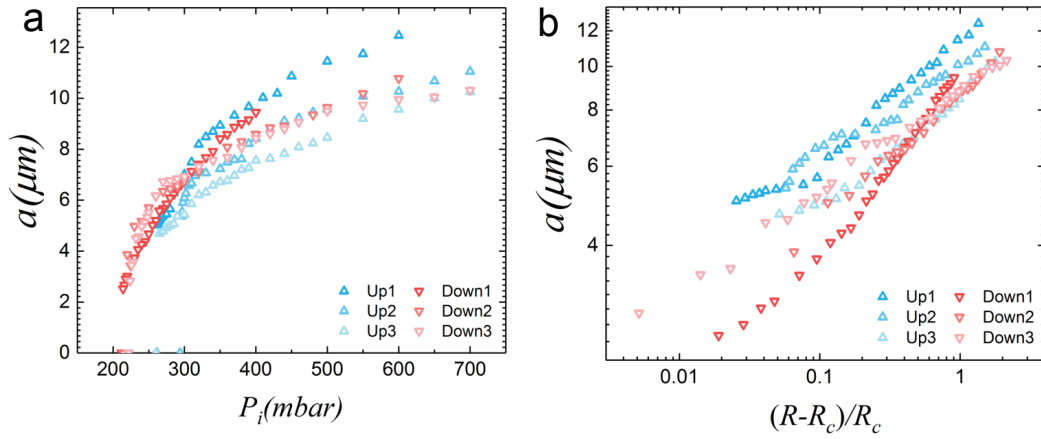 a
a(μm)
12
10
8
6
4
2
0
200
300
400
500
600
700
P_i(mbar)
Up1
Down1
Up2
Down2
Up3
Down3
b
a(μm)
12
10
8
6
4
0.01
0.1
1
(R-R_c)/R_c
Up1
Down1
Up2
Down2
Up3
Down3